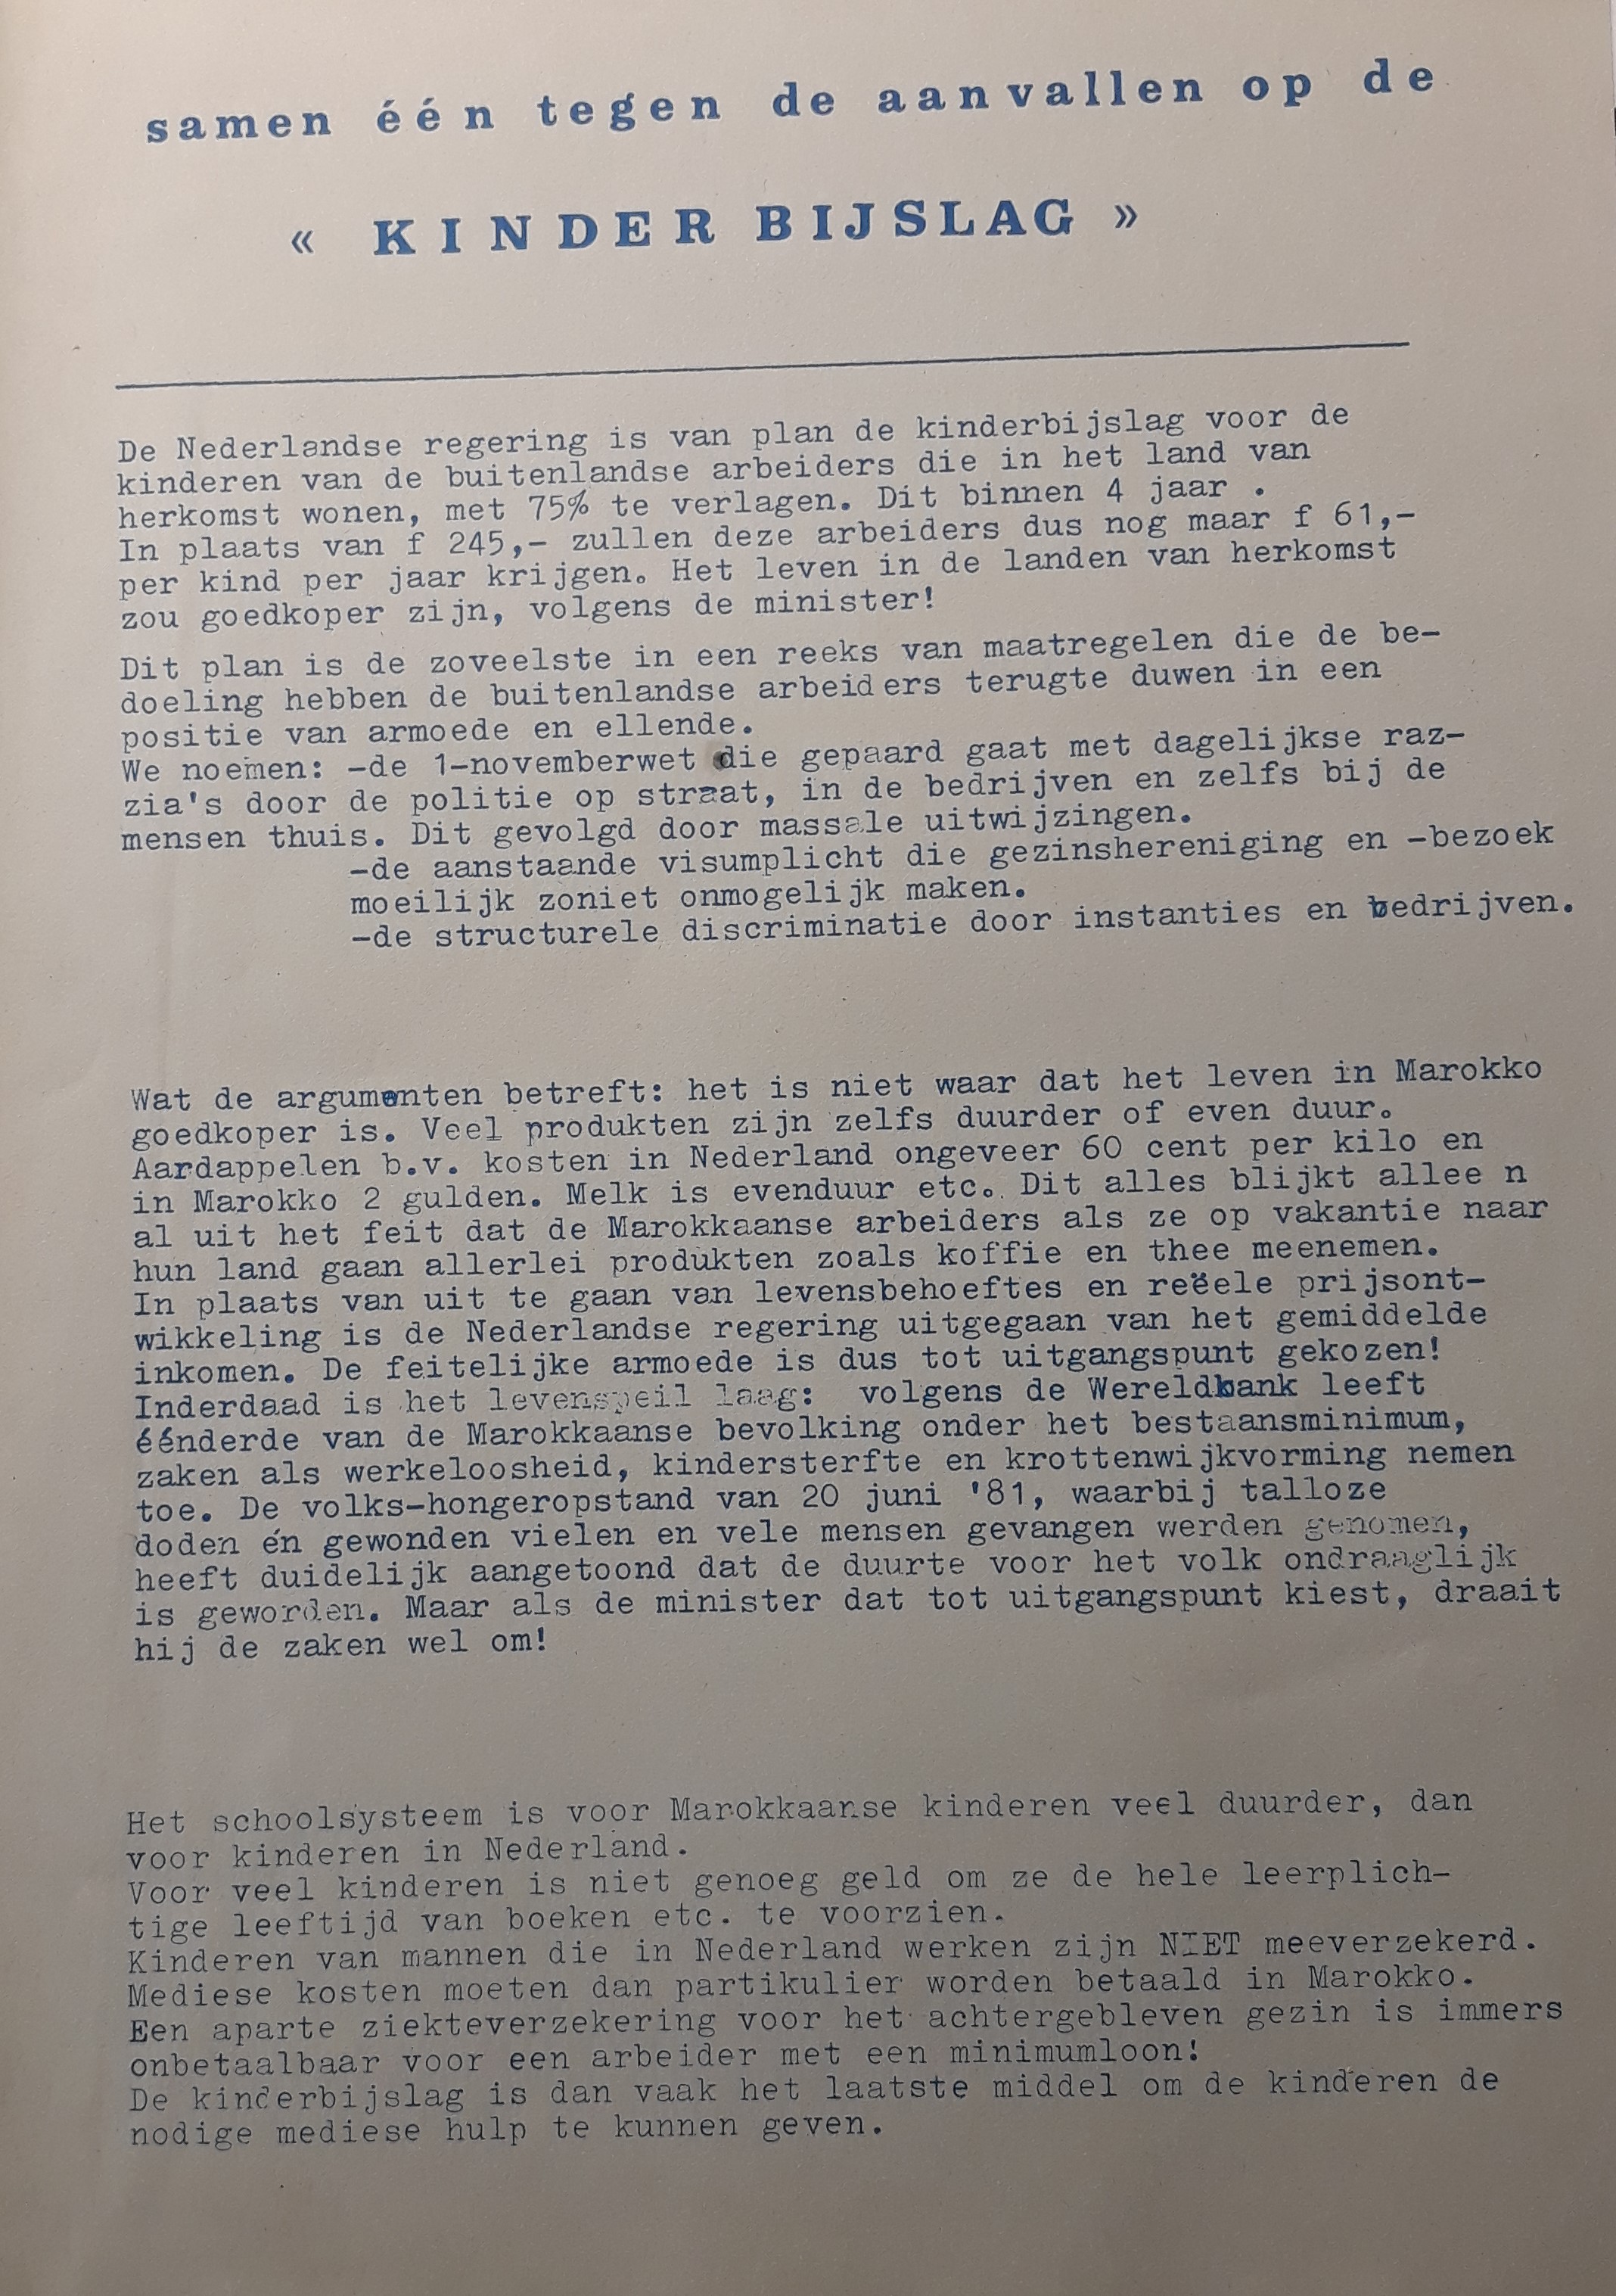 samen één tegen de aanvallen op de
« KINDER BIJSLAG »
De Nederlandse regering is van plan de kinderbijslag voor de
kinderen van de buitenlandse arbeiders die in het land van
herkomst wonen, met 75% te verlagen. Dit binnen 4 jaar .
In plaats van f 245,- zullen deze arbeiders dus nog maar f 61,-
per kind per jaar krijgen. Het leven in de landen van herkomst
zou goedkoper zijn, volgens de minister!
Dit plan is de zoveelste in een reeks van maatregelen die de be-
doeling hebben de buitenlandse arbeiders terugte duwen in een
positie van armoede en ellende.
We noemen: -de 1-novemberwet die gepaard gaat met dagelijkse raz-
zia's door de politie op straat, in de bedrijven en zelfs bij de
mensen thuis. Dit gevolgd door massale uitwijzingen.
-de aanstaande visumplicht die gezinshereniging en -bezoek
moeilijk zoniet onmogelijk maken.
-de structurele discriminatie door instanties en bedrijven.
Wat de argumenten betreft: het is niet waar dat het leven in Marokko
goedkoper is. Veel produkten zijn zelfs duurder of even duur.
Aardappelen b.v. kosten in Nederland ongeveer 60 cent per kilo en
in Marokko 2 gulden. Melk is evenduur etc. Dit alles blijkt allee n
al uit het feit dat de Marokkaanse arbeiders als ze op vakantie naar
hun land gaan allerlei produkten zoals koffie en thee meenemen.
In plaats van uit te gaan van levensbehoeftes en reëele prijsont-
wikkeling is de Nederlandse regering uitgegaan van het gemiddelde
inkomen. De feitelijke armoede is dus tot uitgangspunt gekozen!
Inderdaad is het levenspeil laag: volgens de Wereldbank leeft
éénderde van de Marokkaanse bevolking onder het bestaansminimum,
zaken als werkeloosheid, kindersterfte en krottenwijkvorming nemen
toe. De volks-hongeropstand van 20 juni '81, waarbij talloze
doden én gewonden vielen en vele mensen gevangen werden genomen,
heeft duidelijk aangetoond dat de duurte voor het volk ondraaglijk
is geworden. Maar als de minister dat tot uitgangspunt kiest, draait
hij de zaken wel om!
Het schoolsysteem is voor Marokkaanse kinderen veel duurder, dan
voor kinderen in Nederland.
Voor veel kinderen is niet genoeg geld om ze de hele leerplich-
tige leeftijd van boeken etc. te voorzien.
Kinderen van mannen die in Nederland werken zijn NIET meeverzekerd.
Mediese kosten moeten dan partikulier worden betaald in Marokko.
Een aparte ziekteverzekering voor het achtergebleven gezin is immers
onbetaalbaar voor een arbeider met een minimumloon!
De kinderbijslag is dan vaak het laatste middel om de kinderen de
nodige mediese hulp te kunnen geven.